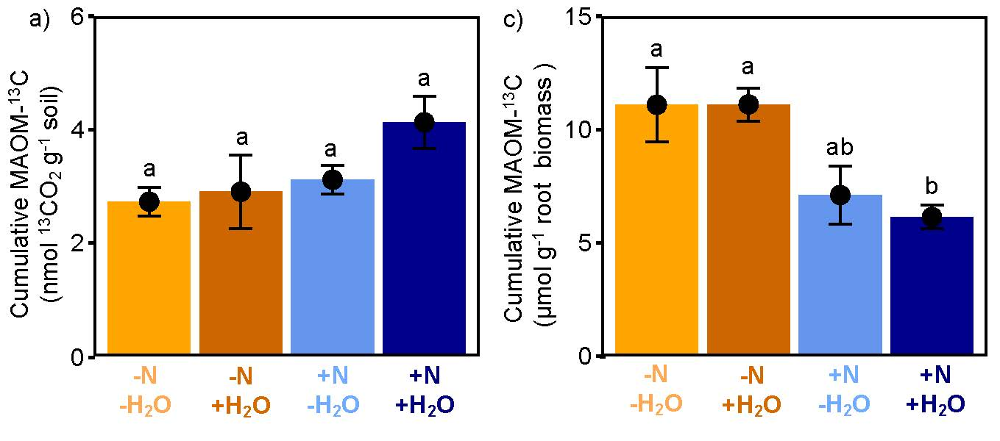 a)
Cumulative MAOM-¹³C
(nmol ¹³CO₂ g⁻¹ soil)
6
4
2
0
a
a
a
a
-N
-H₂O
-N
+H₂O
+N
-H₂O
+N
+H₂O
c)
Cumulative MAOM-¹³C
(µmol g⁻¹ root biomass )
15
10
5
0
a
a
ab
b
-N
-H₂O
-N
+H₂O
+N
-H₂O
+N
+H₂O